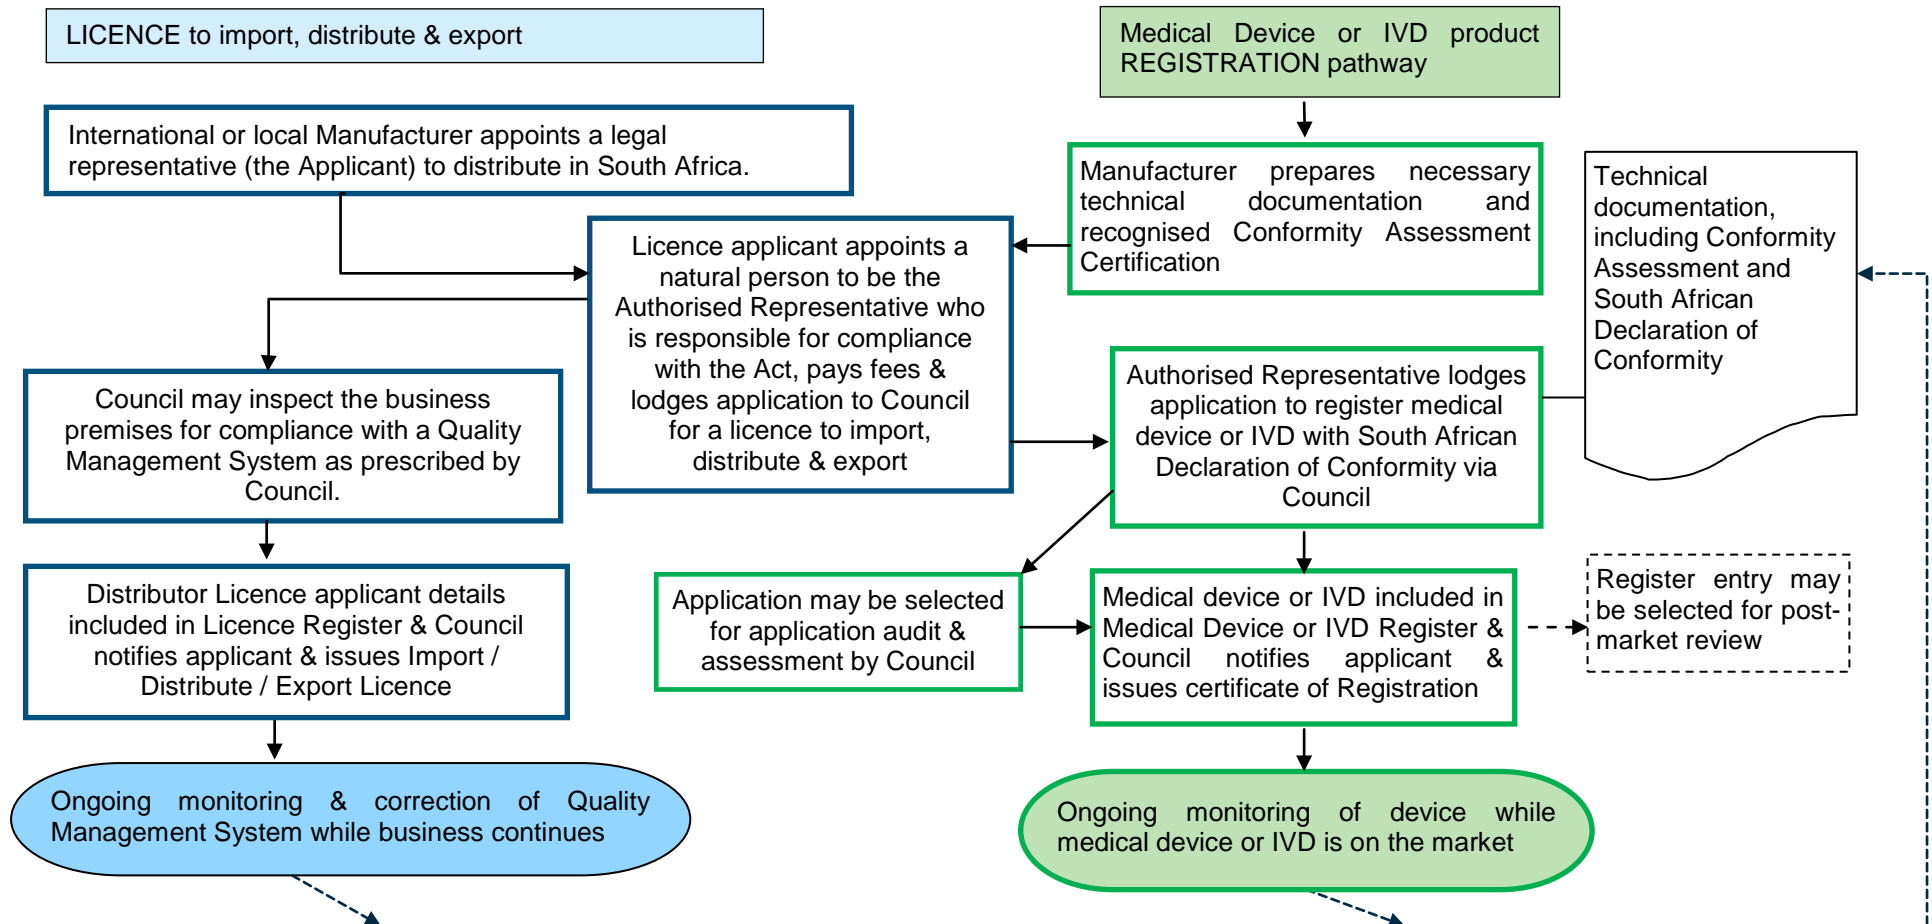 LICENCE to import, distribute & export
Medical Device or IVD product
REGISTRATION pathway
International or local Manufacturer appoints a legal
representative (the Applicant) to distribute in South Africa.
Manufacturer prepares necessary
technical documentation and
recognised Conformity Assessment
Certification
Technical
documentation,
including Conformity
Assessment and
South African
Declaration of
Conformity
Licence applicant appoints a
natural person to be the
Authorised Representative who
is responsible for compliance
with the Act, pays fees &
lodges application to Council
for a licence to import,
distribute & export
Council may inspect the business
premises for compliance with a Quality
Management System as prescribed by
Council.
Authorised Representative lodges
application to register medical
device or IVD with South African
Declaration of Conformity via
Council
Distributor Licence applicant details
included in Licence Register & Council
notifies applicant & issues Import /
Distribute / Export Licence
Application may be selected
for application audit &
assessment by Council
Medical device or IVD included in
Medical Device or IVD Register &
Council notifies applicant &
issues certificate of Registration
Register entry may
be selected for post-
market review
Ongoing monitoring & correction of Quality
Management System while business continues
Ongoing monitoring of device while
medical device or IVD is on the market